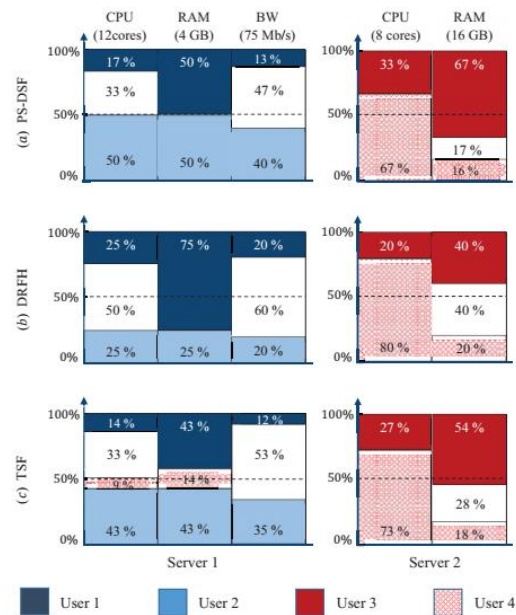 CPU RAM BW CPU RAM
(12cores) (4 GB) (75 Mb/s) (8 cores) (16 GB)
(a) PS-DSF
100%
50%
0%
17 % 50 % 13 %
33 % 47 %
50 % 50 % 40 %
100%
50%
0%
33 % 67 %
17 %
67 % 16 %
(b) DRFH
100%
50%
0%
25 % 75 % 20 %
50 % 60 %
25 % 25 % 20 %
100%
50%
0%
20 % 40 %
40 %
80 % 20 %
(c) TSF
100%
50%
0%
14 % 43 % 12 %
33 % 53 %
9 % 14 %
43 % 43 % 35 %
100%
50%
0%
27 % 54 %
28 %
73 % 18 %
Server 1 Server 2
User 1 User 2 User 3 User 4